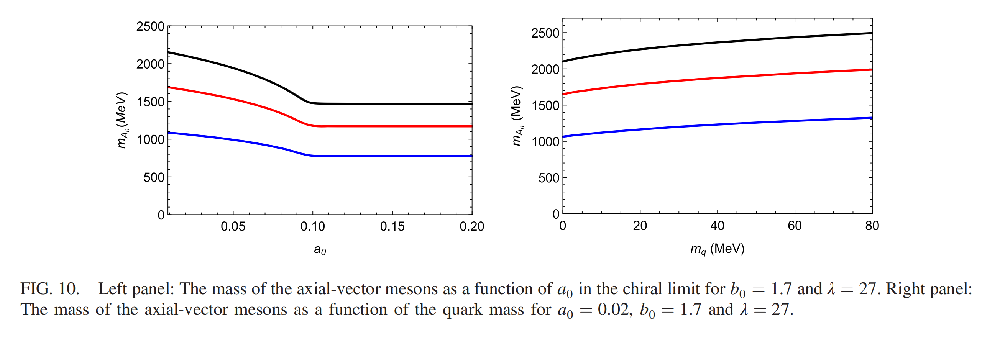 2500
2000
1500
1000
500
0
m_{A_n} (MeV)
0.05 0.10 0.15 0.20
a_0
2500
2000
1500
1000
500
0
m_{A_n} (MeV)
0 20 40 60 80
m_q (MeV)
FIG. 10. Left panel: The mass of the axial-vector mesons as a function of a_0 in the chiral limit for b_0 = 1.7 and λ = 27. Right panel:
The mass of the axial-vector mesons as a function of the quark mass for a_0 = 0.02, b_0 = 1.7 and λ = 27.